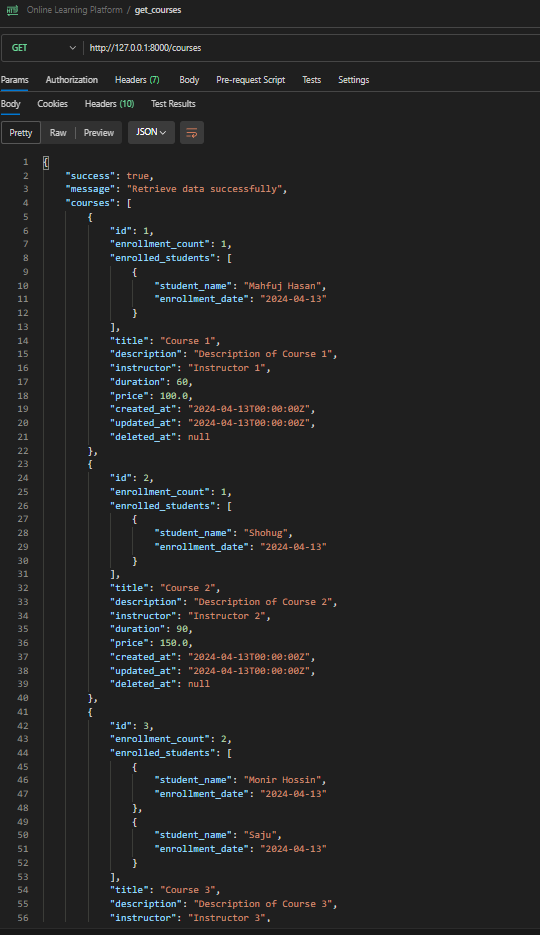 HTTP Online Learning Platform / get_courses
GET http://127.0.0.1:8000/courses
Params Authorization Headers (7) Body Pre-request Script Tests Settings
Body Cookies Headers (10) Test Results
Pretty Raw Preview JSON
1 {
2 "success": true,
3 "message": "Retrieve data successfully",
4 "courses": [
5 {
6 "id": 1,
7 "enrollment_count": 1,
8 "enrolled_students": [
9 {
10 "student_name": "Mahfuj Hasan",
11 "enrollment_date": "2024-04-13"
12 }
13 ],
14 "title": "Course 1",
15 "description": "Description of Course 1",
16 "instructor": "Instructor 1",
17 "duration": 60,
18 "price": 100.0,
19 "created_at": "2024-04-13T00:00:00Z",
20 "updated_at": "2024-04-13T00:00:00Z",
21 "deleted_at": null
22 },
23 {
24 "id": 2,
25 "enrollment_count": 1,
26 "enrolled_students": [
27 {
28 "student_name": "Shohug",
29 "enrollment_date": "2024-04-13"
30 }
31 ],
32 "title": "Course 2",
33 "description": "Description of Course 2",
34 "instructor": "Instructor 2",
35 "duration": 90,
36 "price": 150.0,
37 "created_at": "2024-04-13T00:00:00Z",
38 "updated_at": "2024-04-13T00:00:00Z",
39 "deleted_at": null
40 },
41 {
42 "id": 3,
43 "enrollment_count": 2,
44 "enrolled_students": [
45 {
46 "student_name": "Monir Hossin",
47 "enrollment_date": "2024-04-13"
48 },
49 {
50 "student_name": "Saju",
51 "enrollment_date": "2024-04-13"
52 }
53 ],
54 "title": "Course 3",
55 "description": "Description of Course 3",
56 "instructor": "Instructor 3",